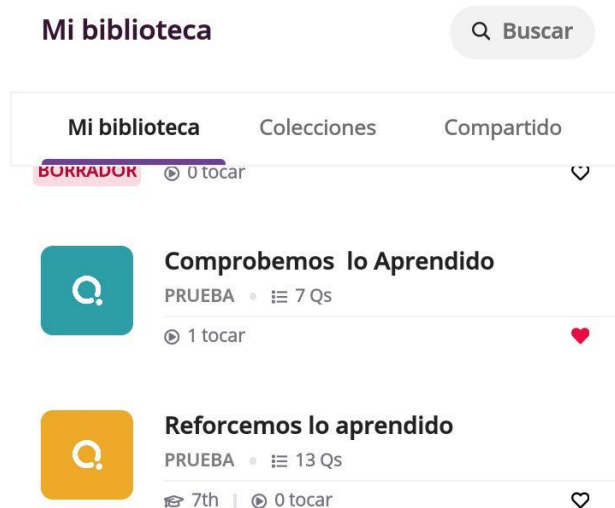 Mi biblioteca
Buscar
Mi biblioteca Colecciones Compartido
BORRADOR 0 tocar
Comprobemos lo Aprendido
PRUEBA 7 Qs
1 tocar
Reforcemos lo aprendido
PRUEBA 13 Qs
7th | 0 tocar